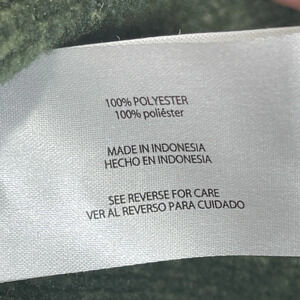 100% POLYESTER
100% poliéster
MADE IN INDONESIA
HECHO EN INDONESIA
SEE REVERSE FOR CARE
VER AL REVERSO PARA CUIDADO